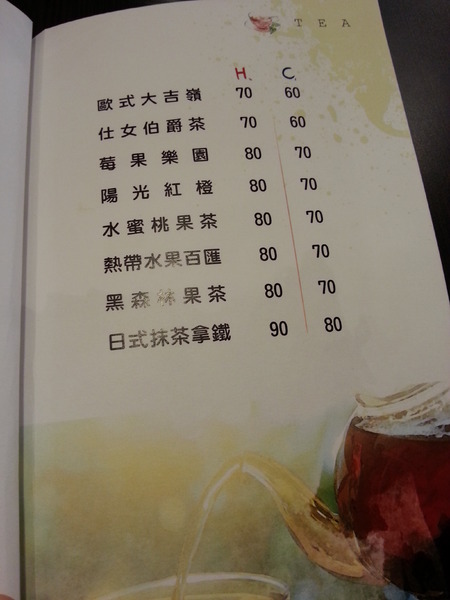 TEA
H. C.
歐式大吉嶺 70 60
仕女伯爵茶 70 60
莓果樂園 80 70
陽光紅橙 80 70
水蜜桃果茶 80 70
熱帶水果百匯 80 70
黑森林果茶 80 70
日式抹茶拿鐵 90 80